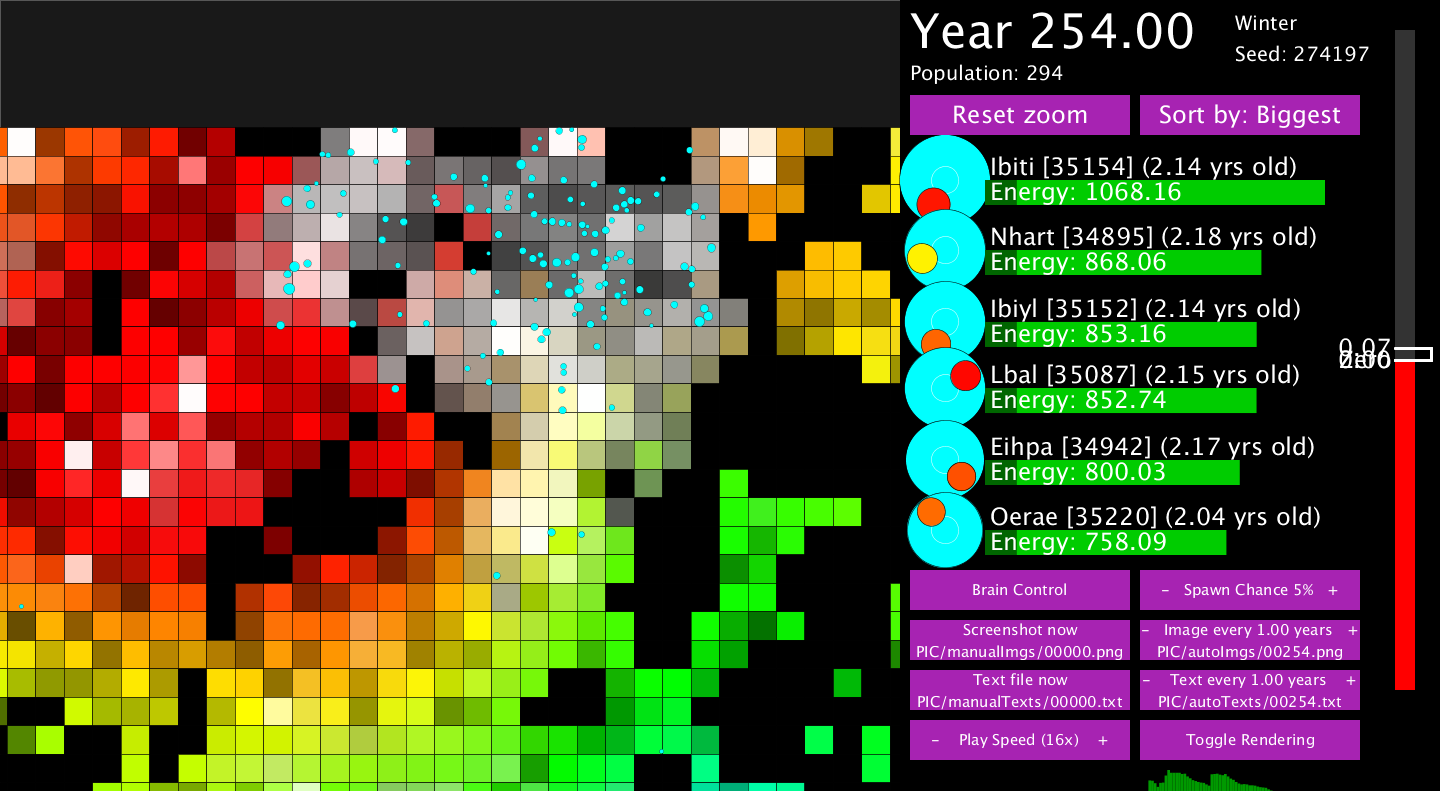 Year 254.00
Winter
Seed: 274197
Population: 294
Reset zoom
Sort by: Biggest
Ibiti [35154] (2.14 yrs old)
Energy: 1068.16
Nhart [34895] (2.18 yrs old)
Energy: 868.06
Ibiyl [35152] (2.14 yrs old)
Energy: 853.16
Lbal [35087] (2.15 yrs old)
Energy: 852.74
Eihpa [34942] (2.17 yrs old)
Energy: 800.03
Oerae [35220] (2.04 yrs old)
Energy: 758.09
0.07
Brain Control
- Spawn Chance 5% +
Screenshot now
PIC/manualImgs/00000.png
- Image every 1.00 years +
PIC/autoImgs/00254.png
Text file now
PIC/manualTexts/00000.txt
- Text every 1.00 years +
PIC/autoTexts/00254.txt
- Play Speed (16x) +
Toggle Rendering